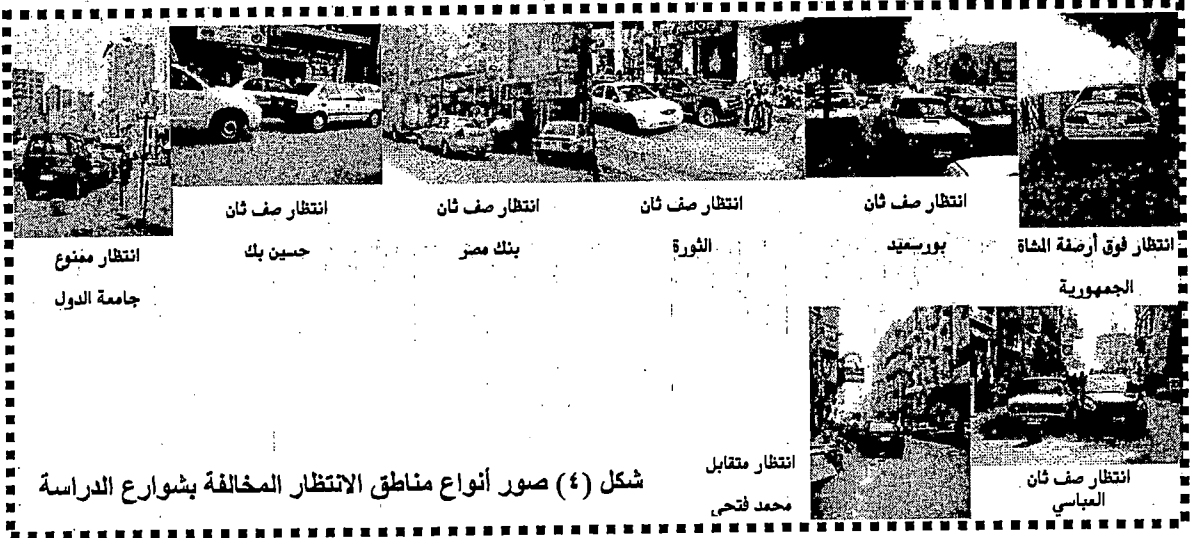 انتظار فوق أرصفة المشاة
الجمهورية
انتظار صف ثان
بورسعيد
انتظار صف ثان
الثورة
انتظار صف ثان
بنك مصر
انتظار صف ثان
حسين بك
انتظار ممنوع
جامعة الدول
انتظار صف ثان
العباسي
انتظار متقابل
محمد فتحى
شكل (٤) صور أنواع مناطق الانتظار المخالفة بشوارع الدراسة